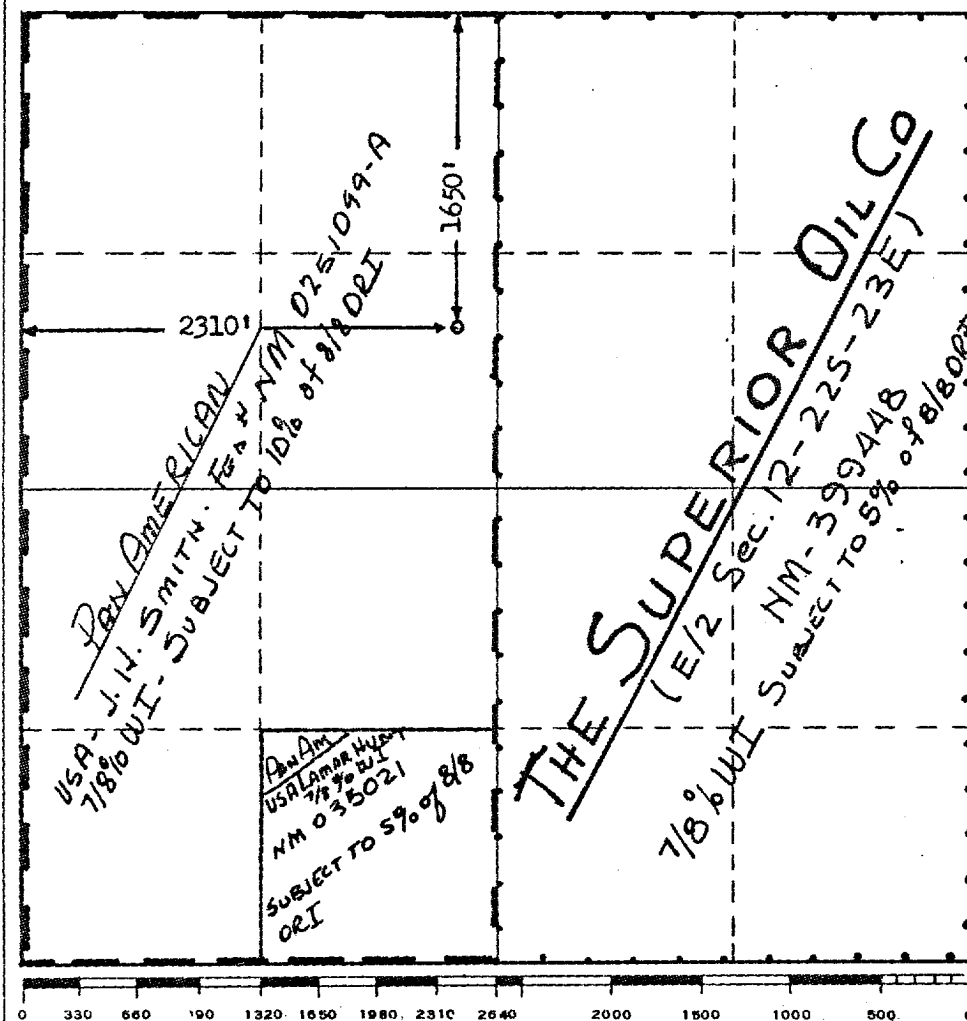 1650'
2310'
PAN AMERICAN
USA - J. H. SMITH. FED NM 0251099-A
7/8% WI - SUBJECT TO 10% of 8/8 ORI
PAN AM
USA LAMAR HUNT
7/8% WI
NM 035021
SUBJECT TO 5% of 8/8
ORI
THE SUPERIOR OIL CO
(E/2 Sec. 12-22S-23E)
NM-399448
7/8% WI SUBJECT TO 5% of 8/8 ORI
0 330 660 790 1320 1650 1980 2310 2640 2000 1500 1000 500 0